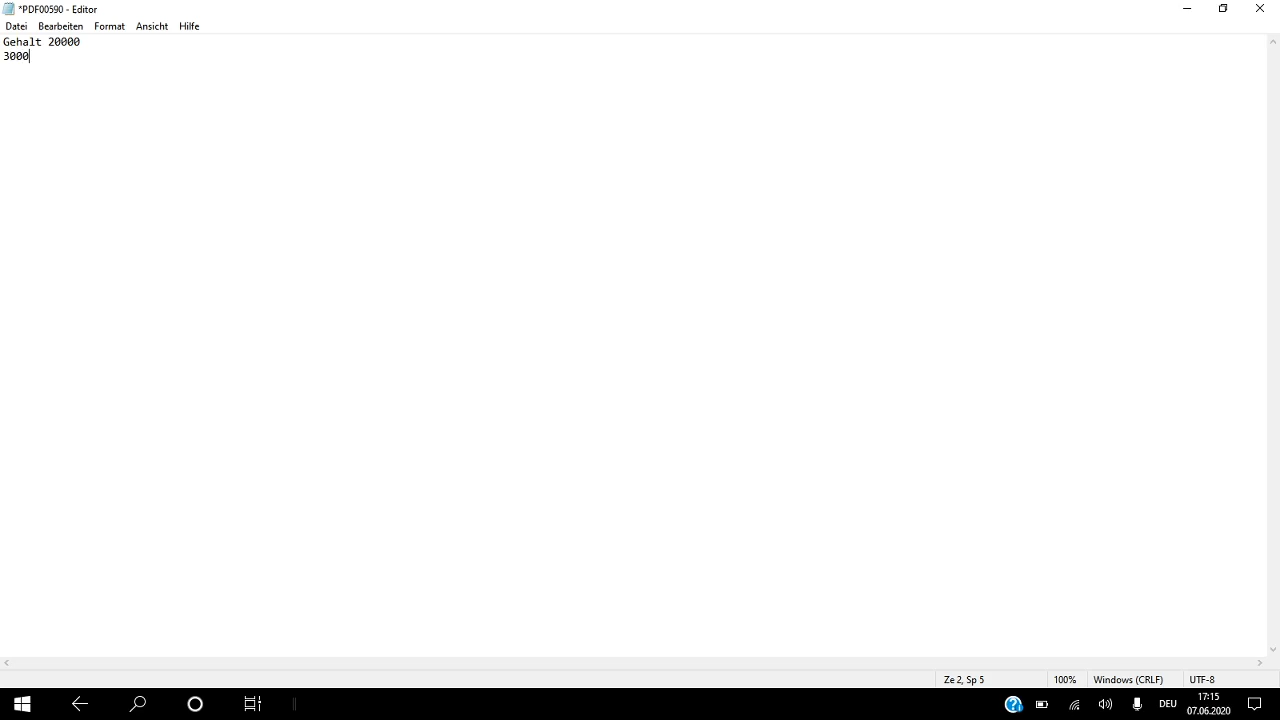 *PDF00590 - Editor
Datei Bearbeiten Format Ansicht Hilfe
Gehalt 20000
3000
Ze 2, Sp 5 100% Windows (CRLF) UTF-8
DEU 17:15
07.06.2020